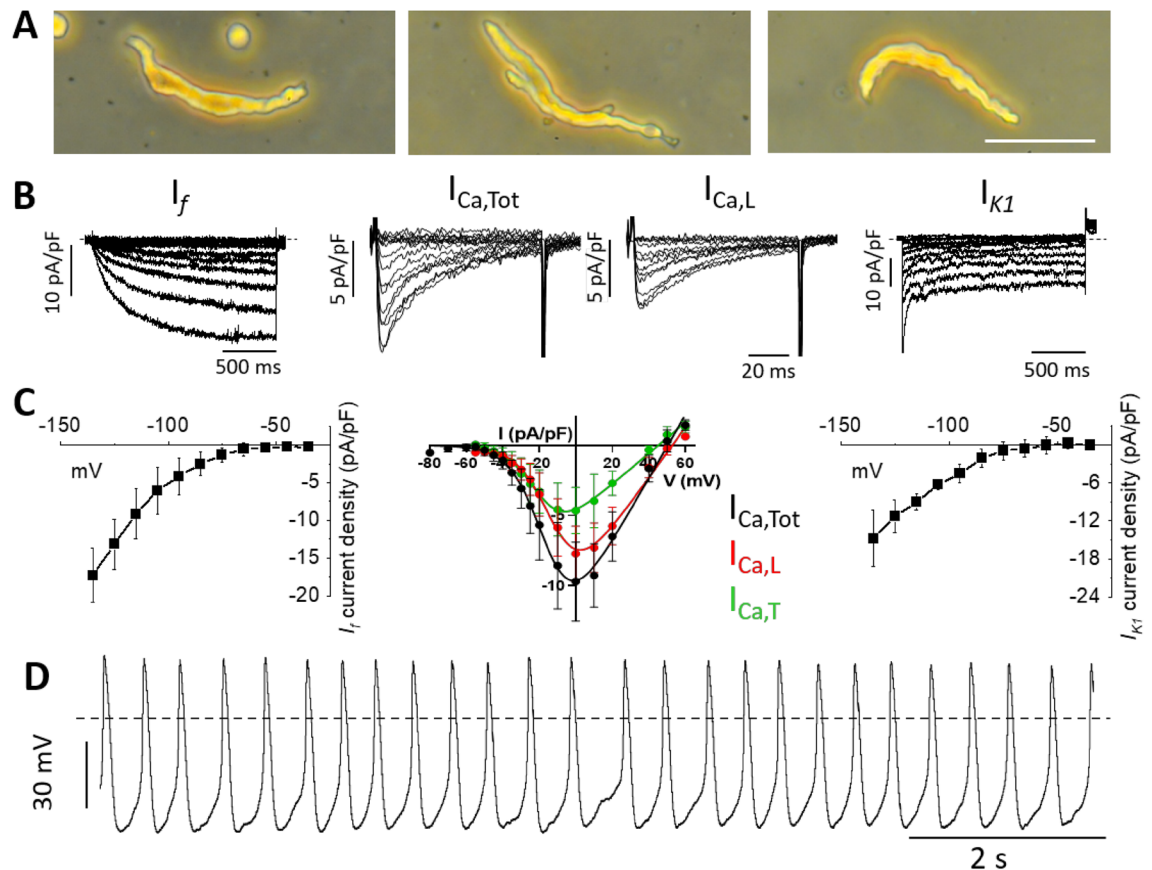 A
B
I_f
I_Ca,Tot
I_Ca,L
I_K1
10 pA/pF
5 pA/pF
5 pA/pF
10 pA/pF
500 ms
20 ms
500 ms
C
-150
-100
-50
mV
-5
-10
-15
-20
I_f current density (pA/pF)
I (pA/pF)
-80
-60
-20
20
40
60
V (mV)
-5
-10
I_Ca,Tot
I_Ca,L
I_Ca,T
-150
-100
-50
mV
-6
-12
-18
-24
I_K1 current density (pA/pF)
D
30 mV
2 s